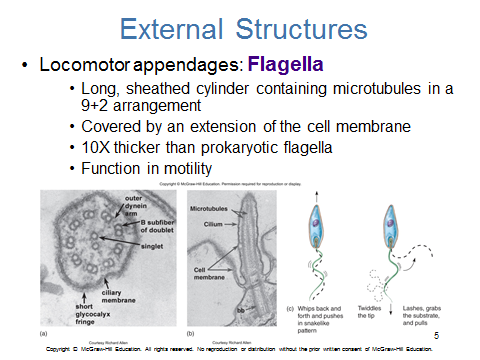 External Structures
• Locomotor appendages: Flagella
• Long, sheathed cylinder containing microtubules in a
9+2 arrangement
• Covered by an extension of the cell membrane
• 10X thicker than prokaryotic flagella
• Function in motility
Copyright © McGraw-Hill Education. Permission required for reproduction or display.
outer
dynein
arm
B subfiber
of doublet
singlet
ciliary
membrane
short
glycocalyx
fringe
(a)
Courtesy Richard Allen
Microtubules
Cilium
Cell
membrane
bb
(b)
Courtesy Richard Allen
(c) Whips back and
forth and pushes in
snakelike
pattern
Twiddles
the tip
Lashes, grabs
the substrate,
and pulls
5
Copyright © McGraw-Hill Education. All rights reserved. No reproduction or distribution without the prior written consent of McGraw-Hill Education.